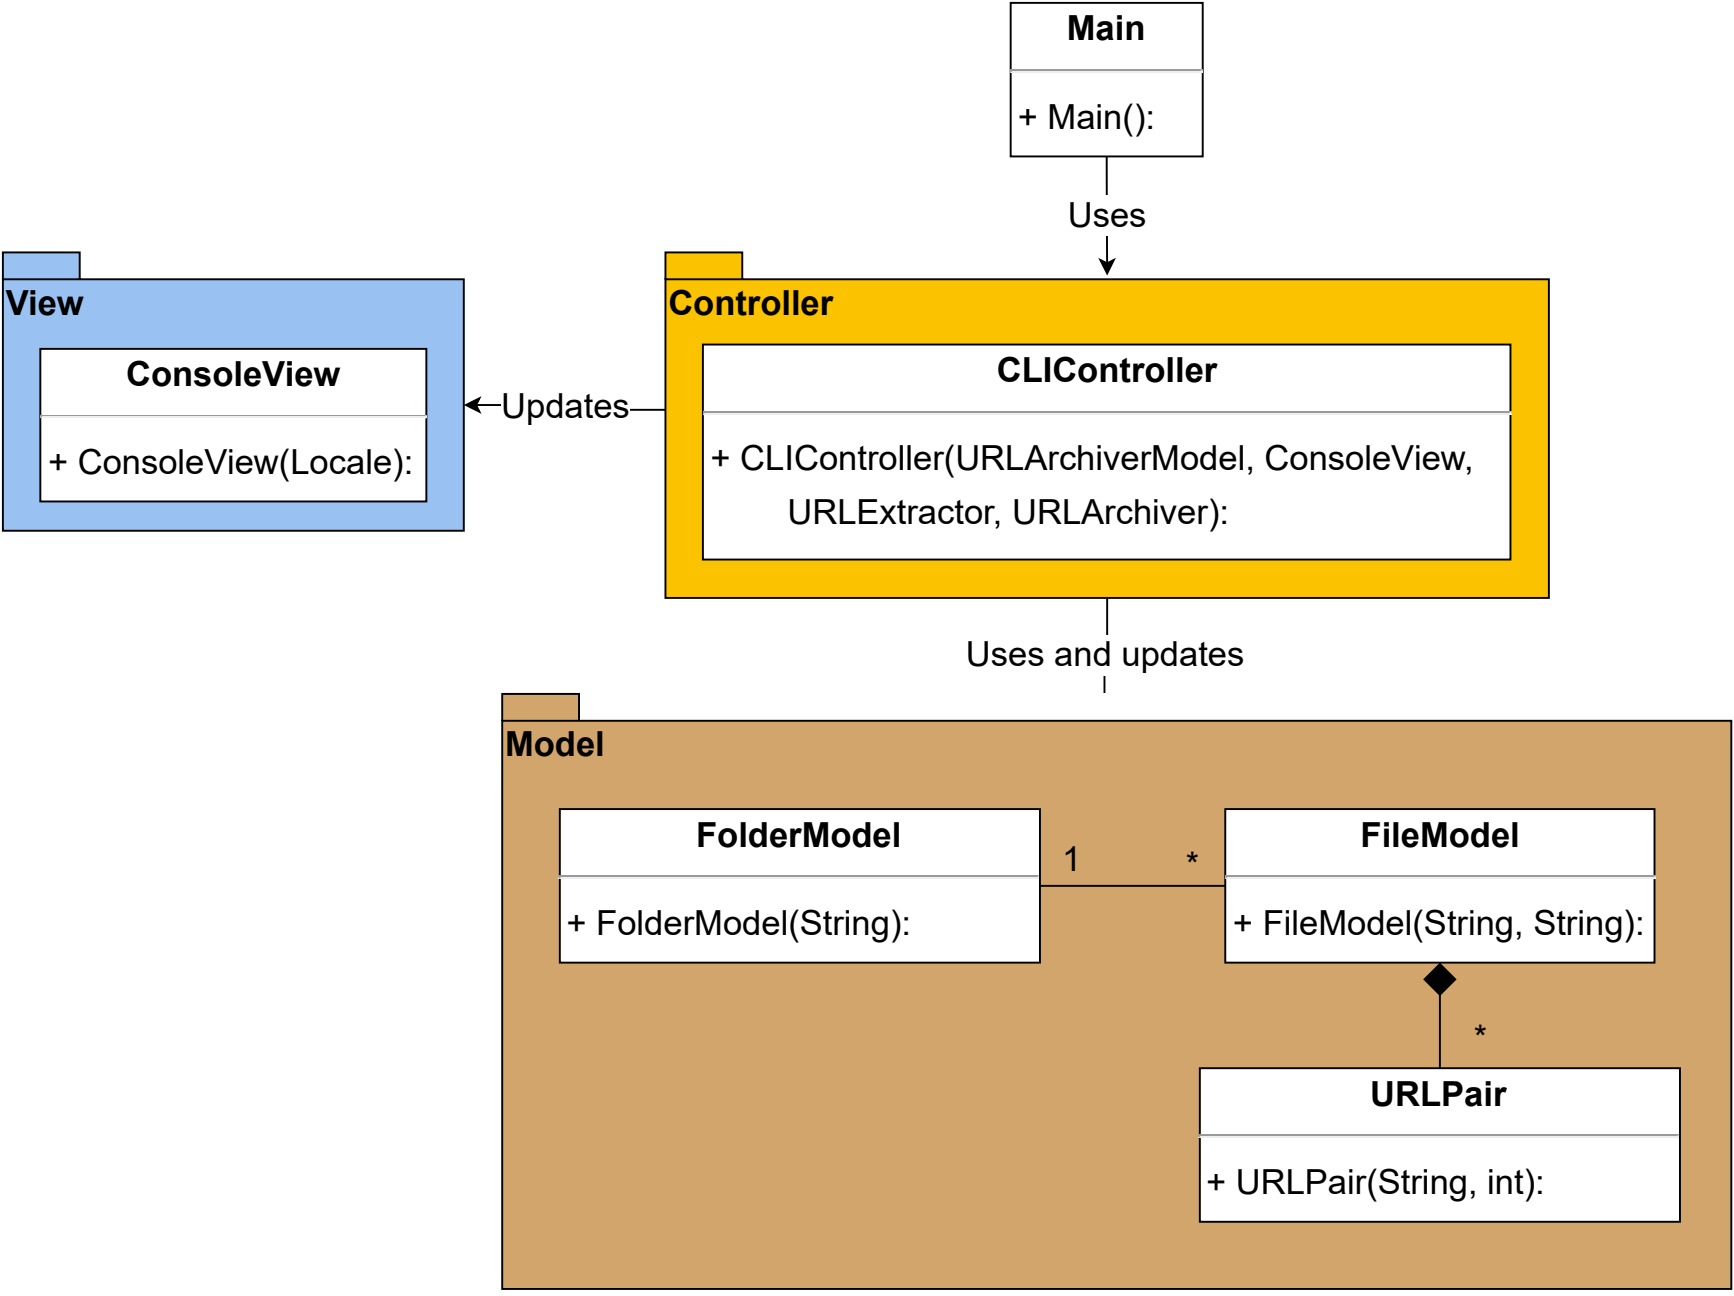 Main
+ Main():
Uses
View
ConsoleView
+ ConsoleView(Locale):
Updates
Controller
CLIController
+ CLIController(URLArchiverModel, ConsoleView,
URLExtractor, URLArchiver):
Uses and updates
Model
FolderModel
+ FolderModel(String):
1
*
FileModel
+ FileModel(String, String):
*
URLPair
+ URLPair(String, int):